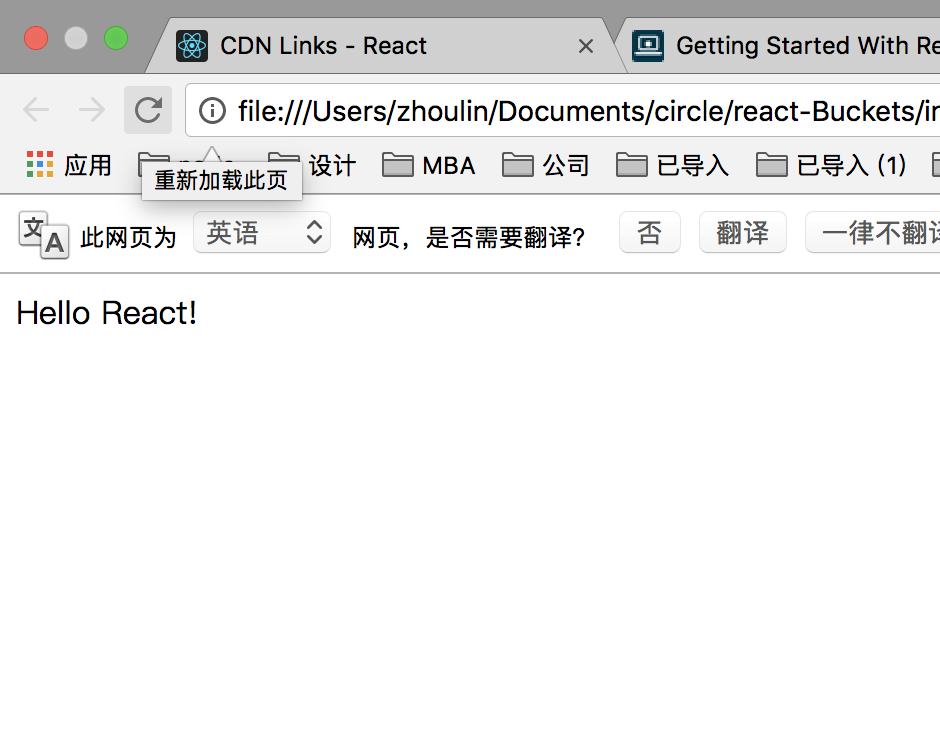 CDN Links - React
Getting Started With Re
file:///Users/zhoulin/Documents/circle/react-Buckets/in
应用
设计
MBA
公司
已导入
已导入 (1)
重新加载此页
此网页为 英语 网页，是否需要翻译? 否 翻译 一律不翻译
Hello React!